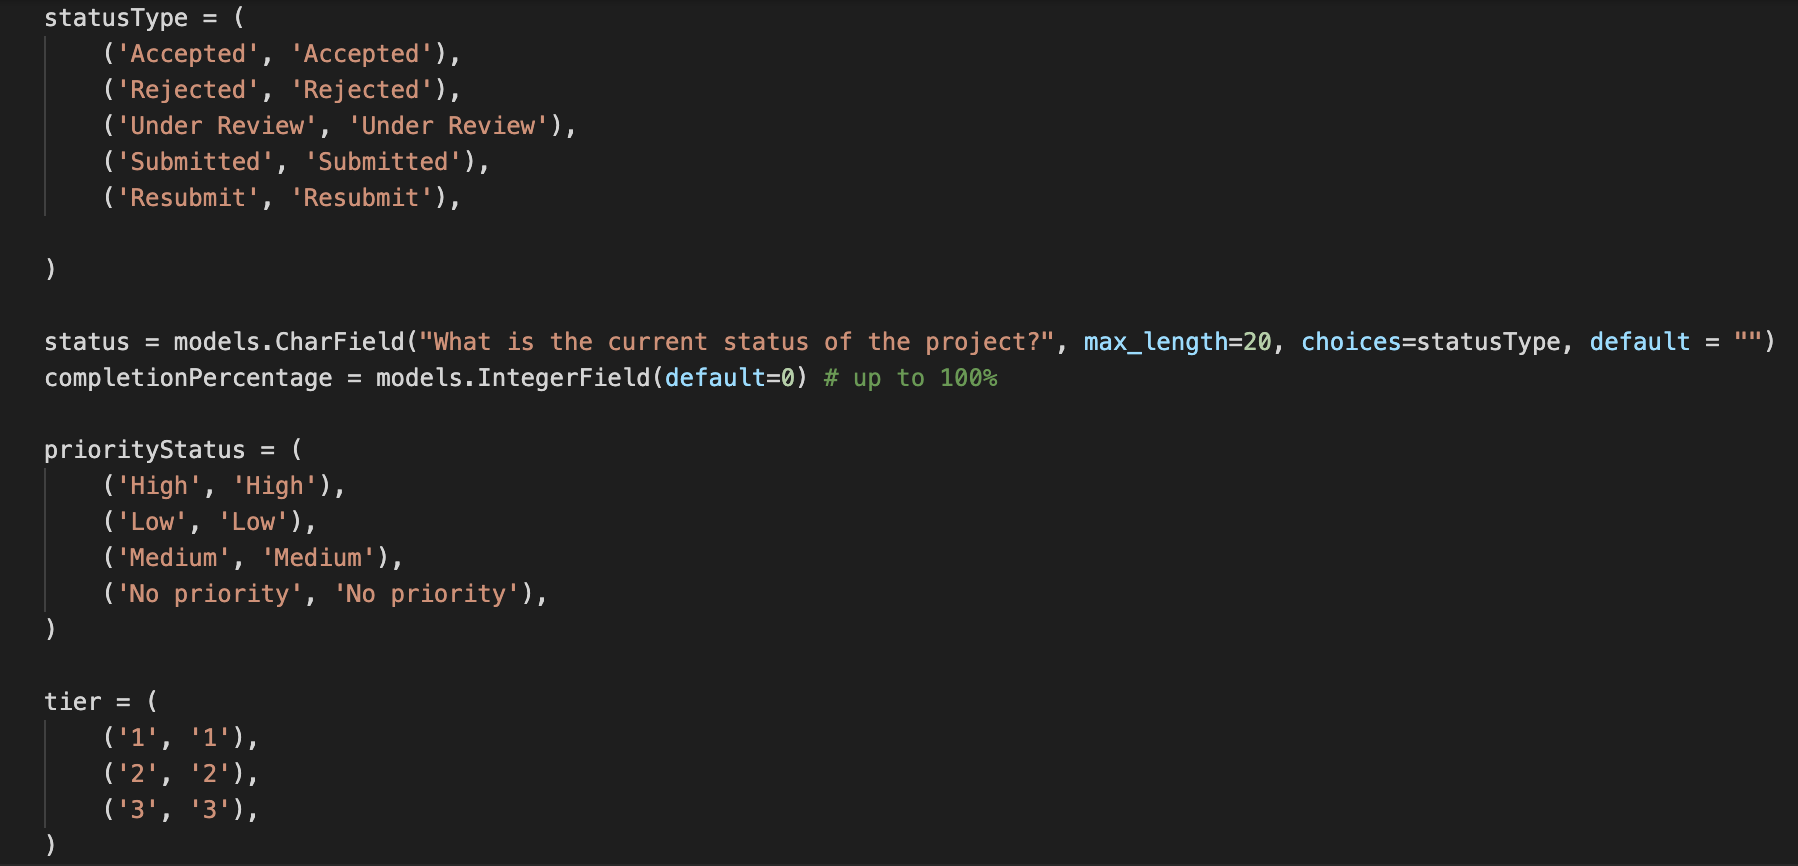 statusType = (
('Accepted', 'Accepted'),
('Rejected', 'Rejected'),
('Under Review', 'Under Review'),
('Submitted', 'Submitted'),
('Resubmit', 'Resubmit'),
)
status = models.CharField("What is the current status of the project?", max_length=20, choices=statusType, default = "")
completionPercentage = models.IntegerField(default=0) # up to 100%
priorityStatus = (
('High', 'High'),
('Low', 'Low'),
('Medium', 'Medium'),
('No priority', 'No priority'),
)
tier = (
('1', '1'),
('2', '2'),
('3', '3'),
)